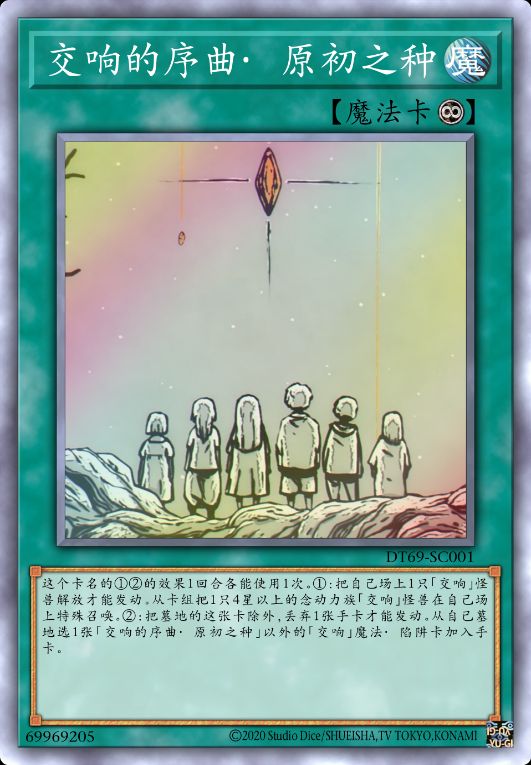 交响的序曲·原初之种 魔
【魔法卡♾】
DT69-SC001
这个卡名的①②的效果1回合各能使用1次。①:把自己场上1只「交响」怪
兽解放才能发动。从卡组把1只4星以上的念动力族「交响」怪兽在自己场
上特殊召唤。②:把墓地的这张卡除外,丢弃1张手卡才能发动。从自己墓
地选1张「交响的序曲·原初之种」以外的「交响」魔法·陷阱卡加入手
卡。
69969205
©2020 Studio Dice/SHUEISHA,TV TOKYO,KONAMI